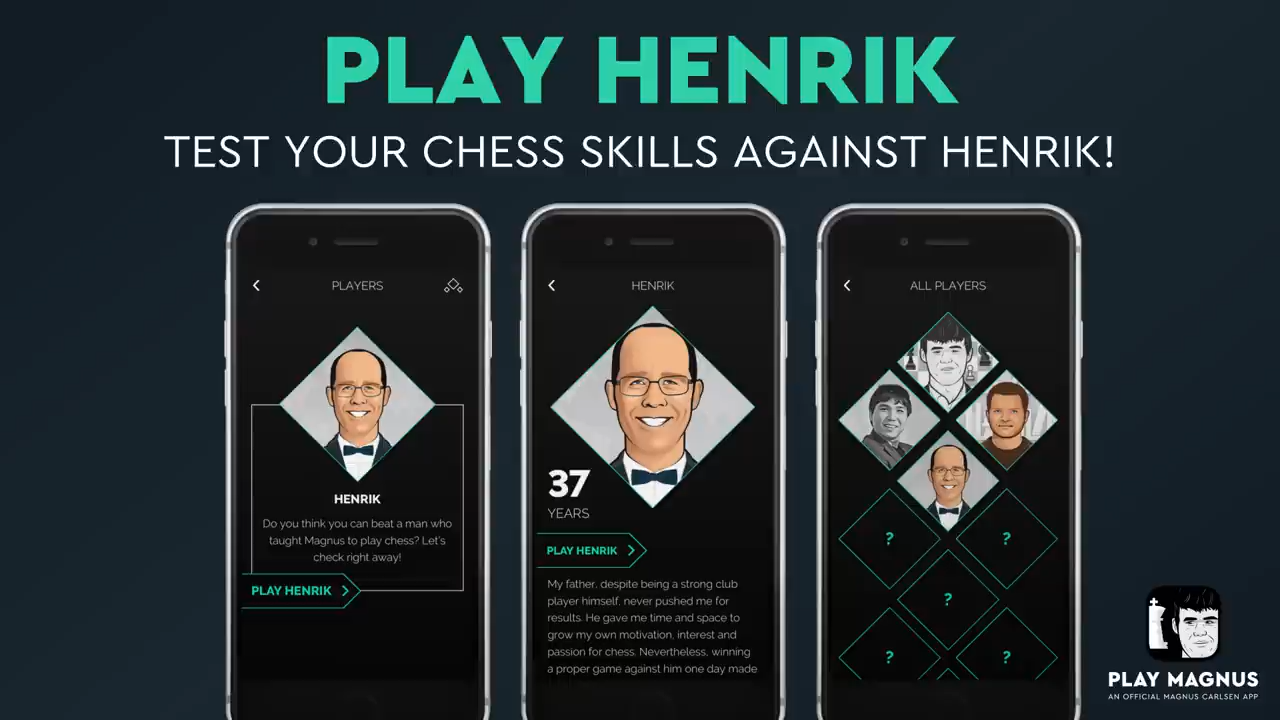 PLAY HENRIK
TEST YOUR CHESS SKILLS AGAINST HENRIK!
PLAYERS
HENRIK
Do you think you can beat a man who
taught Magnus to play chess? Let's
check right away!
PLAY HENRIK
HENRIK
37
YEARS
PLAY HENRIK
My father, despite being a strong club
player himself, never pushed me for
results. He gave me time and space to
grow my own motivation, interest and
passion for chess. Nevertheless, winning
a proper game against him one day made
ALL PLAYERS
? ?
?
? ?
PLAY MAGNUS
AN OFFICIAL MAGNUS CARLSEN APP